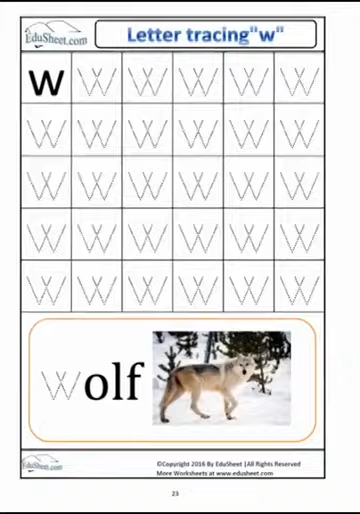 EduSheet.com
Letter tracing"w"
w w w w w w
w w w w w w
w w w w w w
w w w w w w
w w w w w w
wolf
EduSheet.com
©Copyright 2016 By EduSheet |All Rights Reserved
More Worksheets at www.edusheet.com
23